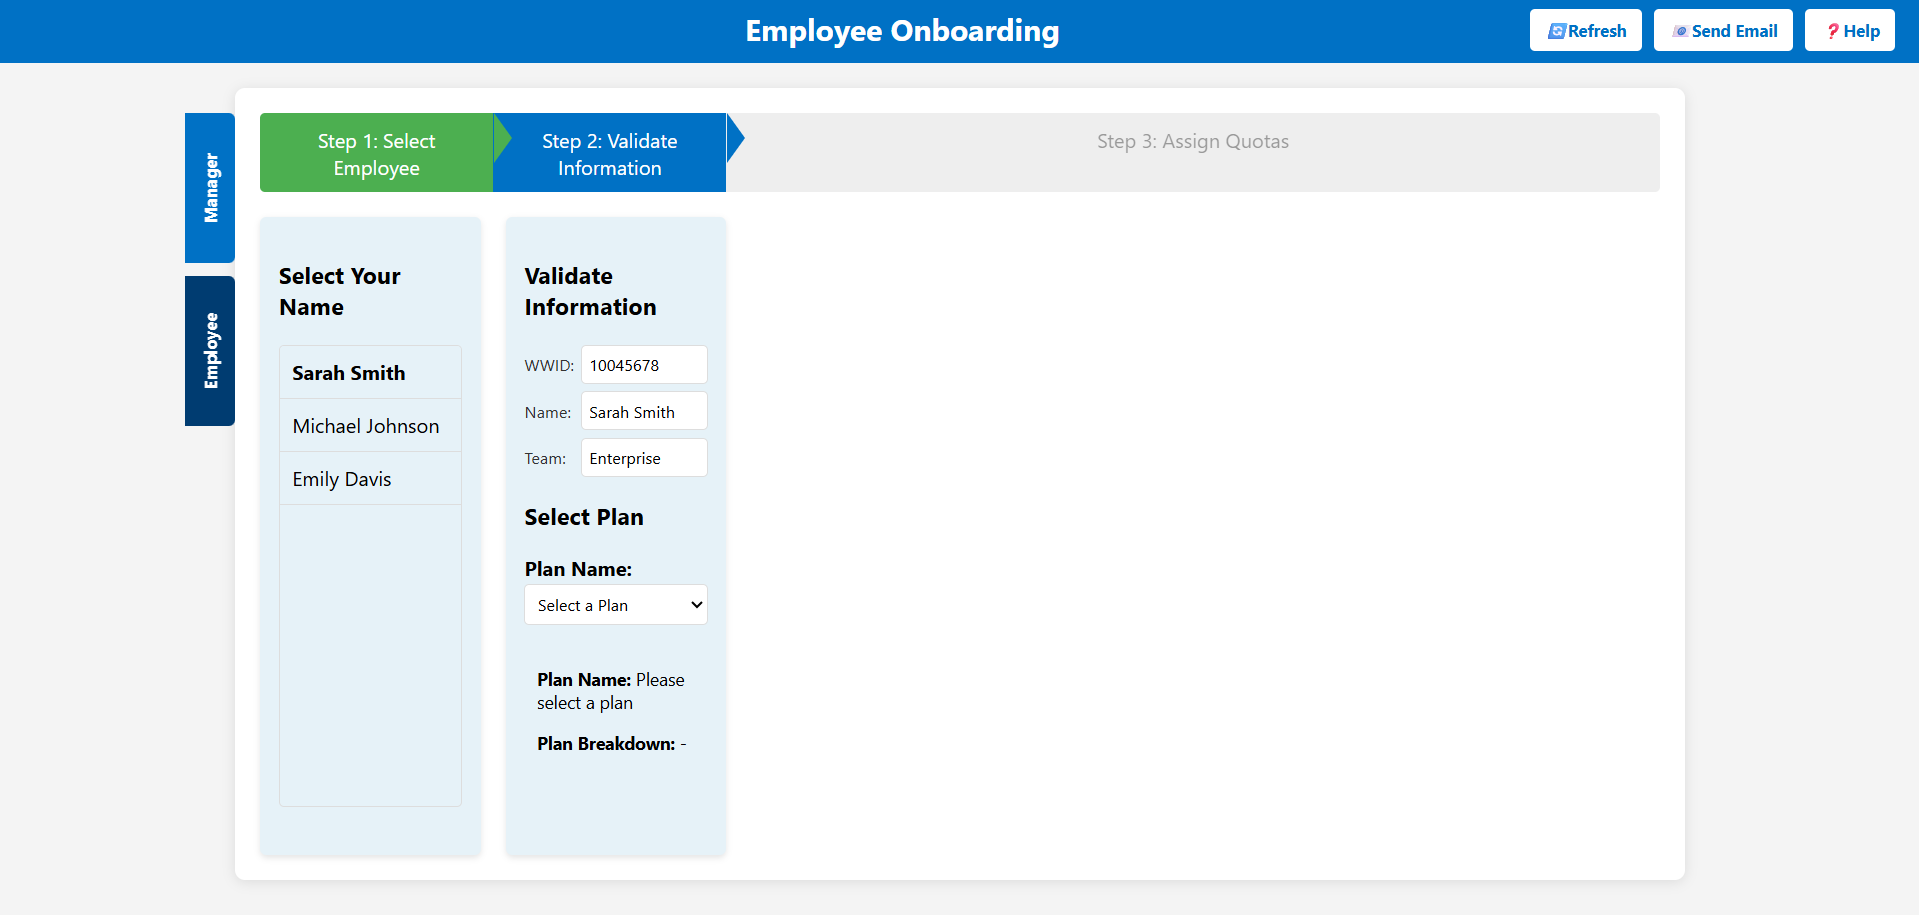 Employee Onboarding
Refresh
Send Email
Help
Manager
Employee
Step 1: Select
Employee
Step 2: Validate
Information
Step 3: Assign Quotas
Select Your
Name
Sarah Smith
Michael Johnson
Emily Davis
Validate
Information
WWID: 10045678
Name: Sarah Smith
Team: Enterprise
Select Plan
Plan Name:
Select a Plan
Plan Name: Please
select a plan
Plan Breakdown: -